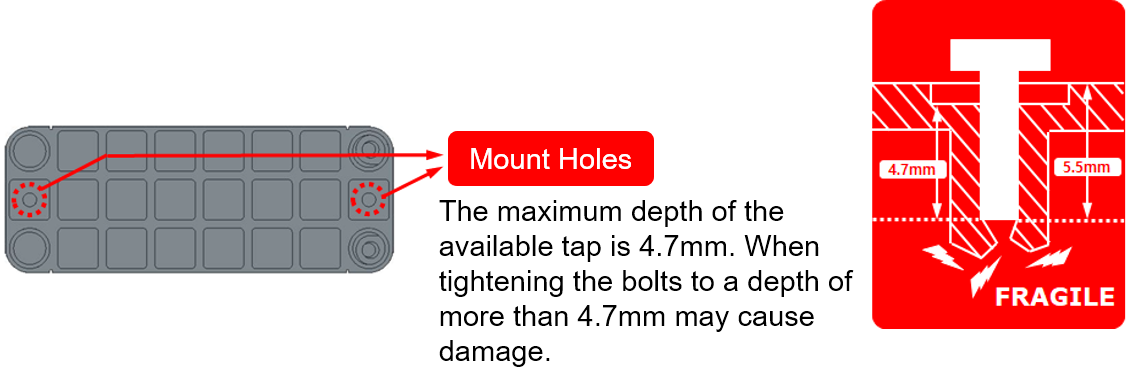 Mount Holes
The maximum depth of the
available tap is 4.7mm. When
tightening the bolts to a depth of
more than 4.7mm may cause
damage.
4.7mm
5.5mm
FRAGILE